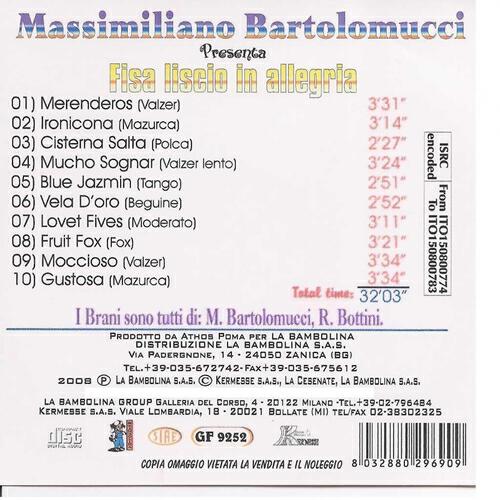 Massimiliano Bartolomucci
Presenta
Fisa liscio in allegria
01) Merenderos (Valzer) 3'31"
02) Ironicona (Mazurca) 3'14"
03) Cisterna Salta (Polca) 2'27"
04) Mucho Sognar (Valzer lento) 3'24"
05) Blue Jazmin (Tango) 2'51"
06) Vela D'oro (Beguine) 2'52"
07) Lovet Fives (Moderato) 3'11"
08) Fruit Fox (Fox) 3'21"
09) Moccioso (Valzer) 3'34"
10) Gustosa (Mazurca) 3'34"
Total time: 32'03"
ISRC encoded
From ITO150800774
To ITO150800783
I Brani sono tutti di: M. Bartolomucci, R. Bottini.
Prodotto da Athos Poma per LA BAMBOLINA
DISTRIBUZIONE LA BAMBOLINA S.A.S.
Via Padergnone, 14 - 24050 ZANICA (BG)
Tel.+39-035-672742-Fax+39-035-675612
2008 Ⓟ LA BAMBOLINA S.A.S. © KERMESSE S.A.S., LA CESENATE, LA BAMBOLINA S.A.S.
LA BAMBOLINA GROUP GALLERIA DEL CORSO, 4 - 20122 MILANO - TEL.+39-02-796484
KERMESSE S.A.S. VIALE LOMBARDIA, 18 - 20021 BOLLATE (MI) TEL/FAX 02-38302325
COMPACT
disc
DIGITAL AUDIO
SIAE
GF 9252
COPIA OMAGGIO VIETATA LA VENDITA E IL NOLEGGIO
8 032880 296909